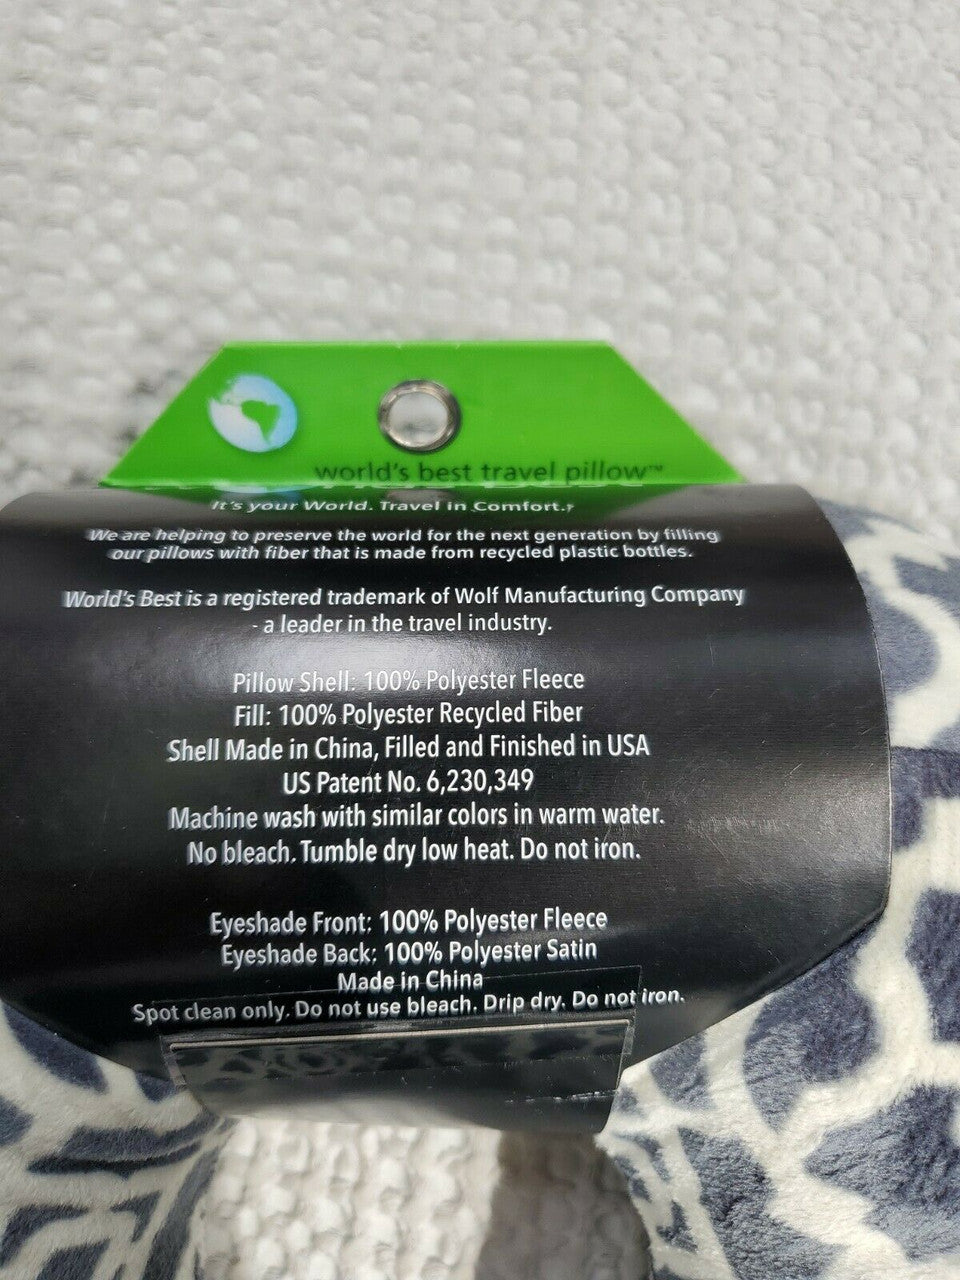 world's best travel pillow™
It's your World. Travel in Comfort.
We are helping to preserve the world for the next generation by filling
our pillows with fiber that is made from recycled plastic bottles.
World's Best is a registered trademark of Wolf Manufacturing Company
- a leader in the travel industry.
Pillow Shell: 100% Polyester Fleece
Fill: 100% Polyester Recycled Fiber
Shell Made in China, Filled and Finished in USA
US Patent No. 6,230,349
Machine wash with similar colors in warm water.
No bleach. Tumble dry low heat. Do not iron.
Eyeshade Front: 100% Polyester Fleece
Eyeshade Back: 100% Polyester Satin
Made in China
Spot clean only. Do not use bleach. Drip dry. Do not iron.